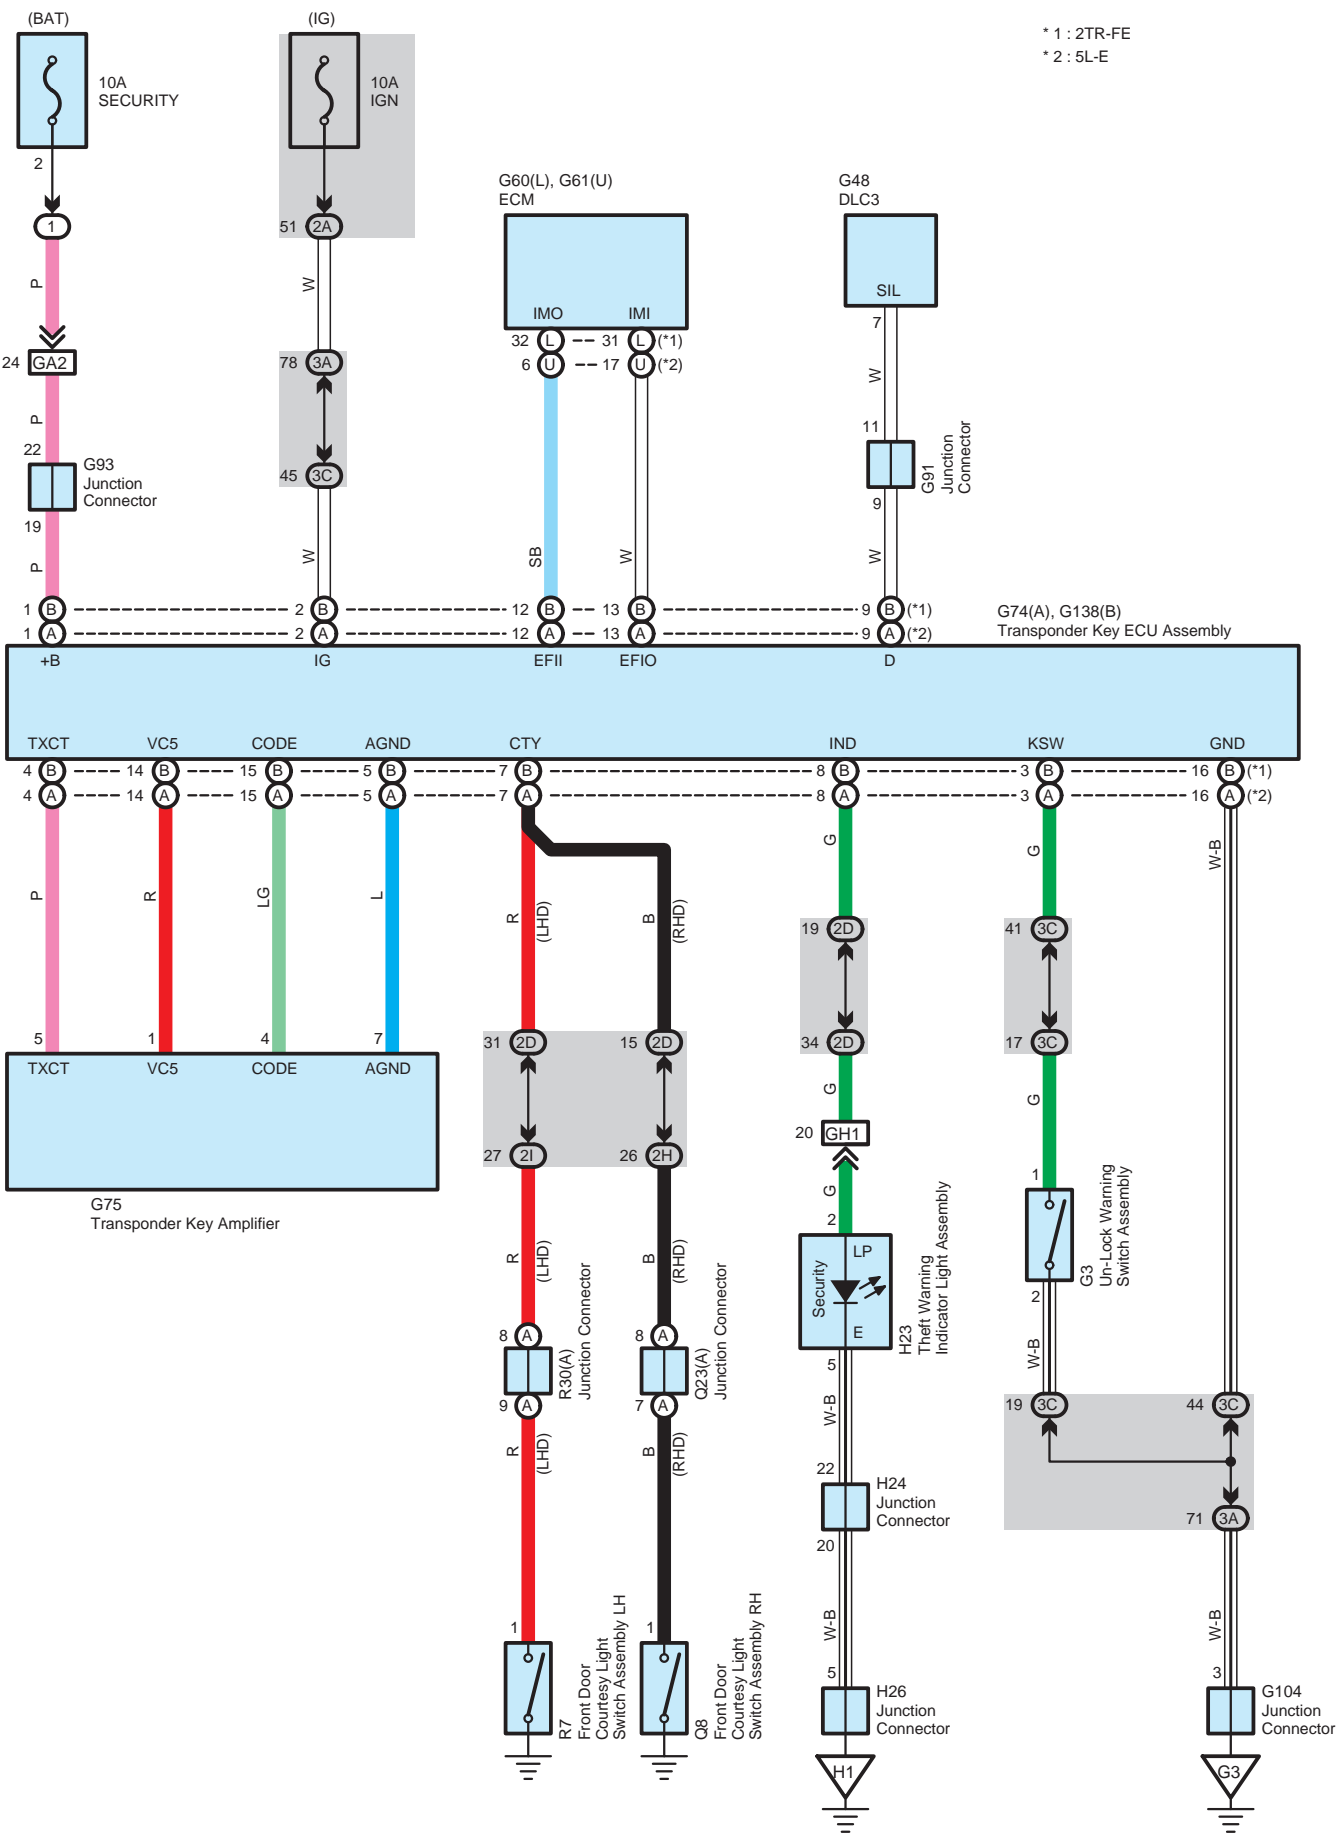 (BAT)
(IG)
* 1 : 2TR-FE
* 2 : 5L-E
10A
SECURITY
10A
IGN
2
1
51 2A
G60(L), G61(U)
ECM
G48
DLC3
IMO IMI
SIL
32 L 31 L (*1)
6 U 17 U (*2)
7
P
W
24 GA2
78 3A
W
P
22
G93
Junction
Connector
19
45 3C
11
G91
Junction
Connector
9
P
W
SB
W
W
1 B 2 B 12 B 13 B 9 B (*1)
1 A 2 A 12 A 13 A 9 A (*2)
G74(A), G138(B)
Transponder Key ECU Assembly
+B IG EFII EFIO D
TXCT VC5 CODE AGND CTY IND KSW GND
4 B 14 B 15 B 5 B 7 B 8 B 3 B 16 B (*1)
4 A 14 A 15 A 5 A 7 A 8 A 3 A 16 A (*2)
P
R
LG
L
R
(LHD)
B
(RHD)
G
G
W-B
19 2D
41 3C
5 1 4 7
31 2D 15 2D
34 2D
17 3C
TXCT VC5 CODE AGND
G
G
20 GH1
27 2I 26 2H
G75
Transponder Key Amplifier
G
2
1
R
(LHD)
B
(RHD)
LP
Security
E
H23
Theft Warning
Indicator Light Assembly
G3
Un-Lock Warning
Switch Assembly
2
8 A
R30(A)
Junction Connector
9 A
8 A
Q23(A)
Junction Connector
7 A
5
W-B
W-B
19 3C 44 3C
R
(LHD)
B
(RHD)
22
H24
Junction
Connector
20
71 3A
W-B
W-B
1
R7
Front Door
Courtesy Light
Switch Assembly LH
1
Q8
Front Door
Courtesy Light
Switch Assembly RH
5
H26
Junction
Connector
3
G104
Junction
Connector
H1
G3